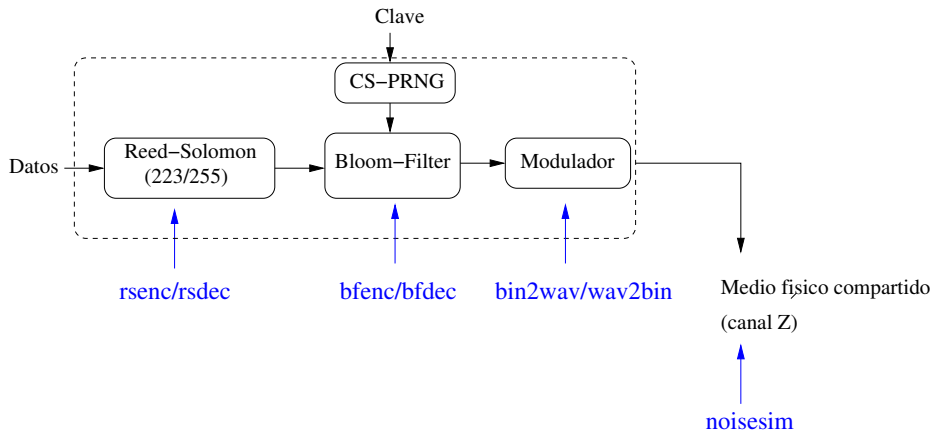 Clave
CS–PRNG
Datos
Reed–Solomon
(223/255)
Bloom–Filter
Modulador
rsenc/rsdec
bfenc/bfdec
bin2wav/wav2bin
Medio físico compartido
(canal Z)
noisesim